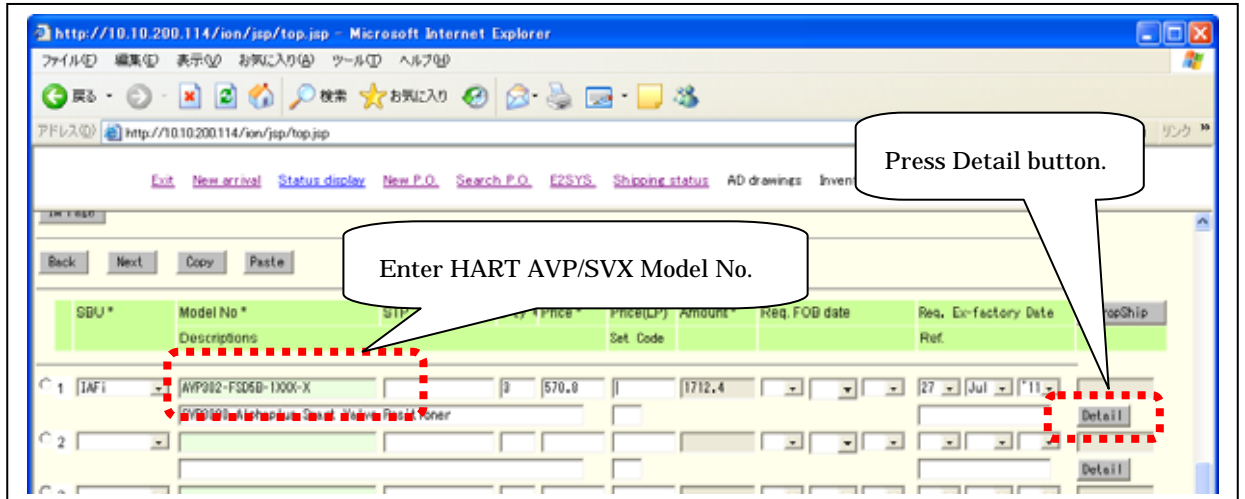 http://10.10.200.114/ion/jsp/top.jsp - Microsoft Internet Explorer
ファイル(F) 編集(E) 表示(V) お気に入り(A) ツール(T) ヘルプ(H)
戻る 検索 お気に入り
アドレス(D) http://10.10.200.114/ion/jsp/top.jsp リンク »
Press Detail button.
Exit New arrival Status display New P.O. Search P.O. E2SYS. Shipping status AD drawings Invent
Back Next Copy Paste
Enter HART AVP/SVX Model No.
SBU* Model No* STP Price* Price(LP) Amount* Req. FOB date Req. Ex-factory Date ropShip
Descriptions Set Code Ref.
1 IAFi AVP302-FSD5B-1XXX-X 3 570.8 1712.4 27 Jul '11
Smart Valve Positioner Detail
2
Detail